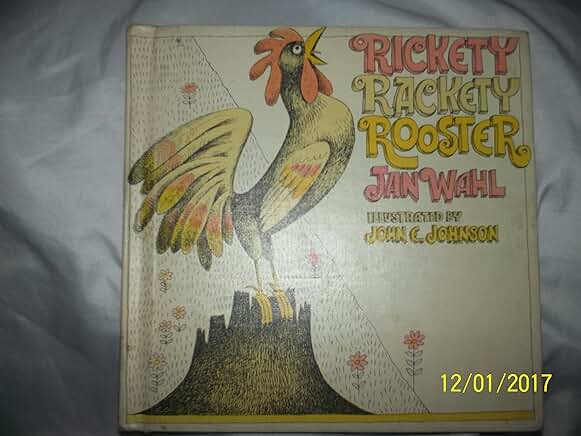 RICKETY
RACKETY
ROOSTER
JAN WAHL
ILLUSTRATED BY
JOHN E. JOHNSON
12/01/2017